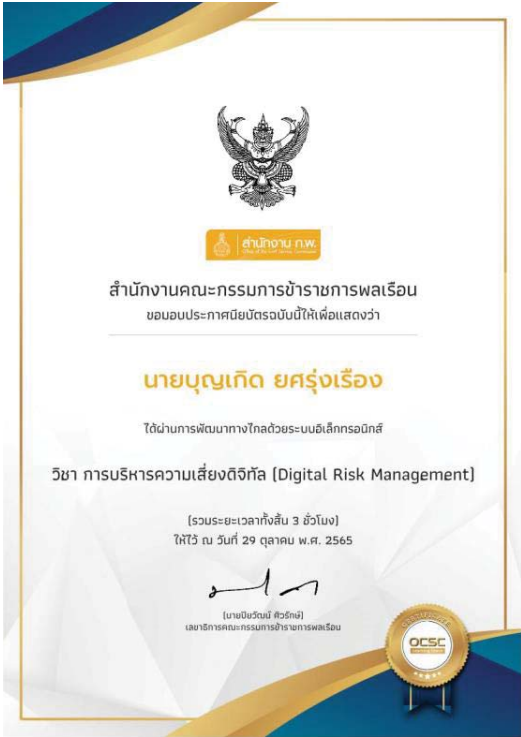 สำนักงาน ก.พ.
สำนักงานคณะกรรมการข้าราชการพลเรือน
ขอมอบประกาศนียบัตรฉบับนี้ให้เพื่อแสดงว่า
นายบุญเกิด ยศรุ่งเรือง
ได้ผ่านการพัฒนาทางไกลด้วยระบบอิเล็กทรอนิกส์
วิชา การบริหารความเสี่ยงดิจิทัล (Digital Risk Management)
(รวมระยะเวลาทั้งสิ้น 3 ชั่วโมง)
ให้ไว้ ณ วันที่ 29 ตุลาคม พ.ศ. 2565
(นายปิยวัฒน์ ศิวรักษ์)
เลขาธิการคณะกรรมการข้าราชการพลเรือน
CERTIFICATE
OCSC